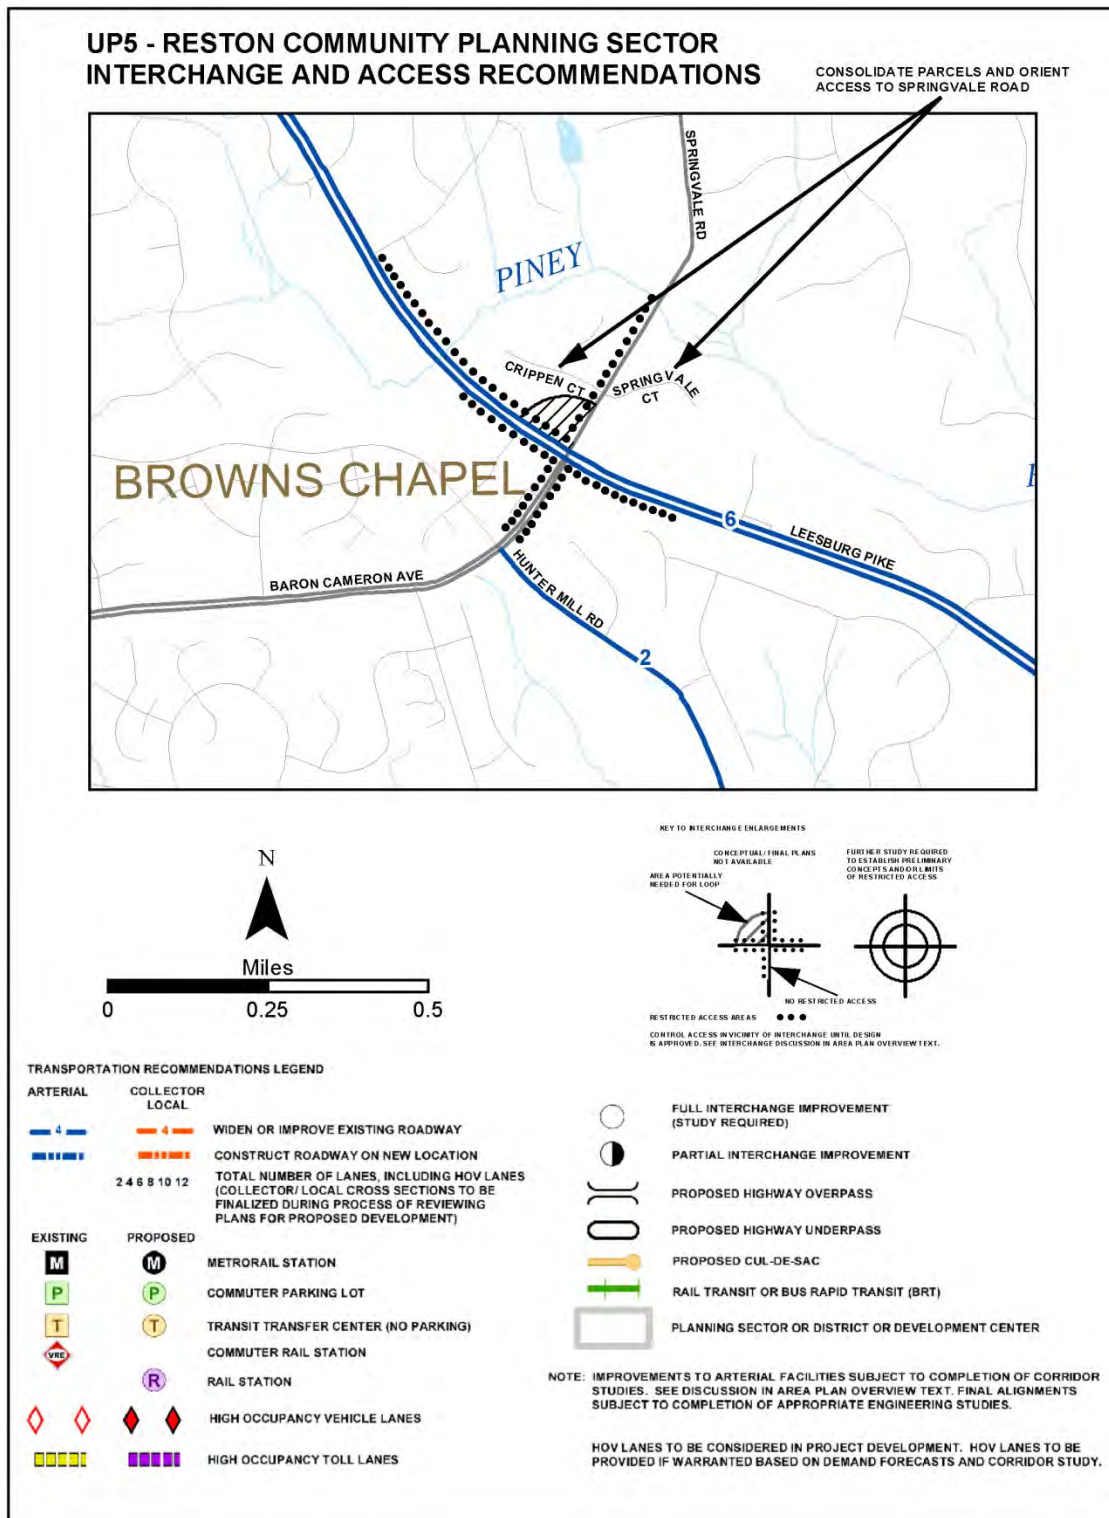 UP5 - RESTON COMMUNITY PLANNING SECTOR
INTERCHANGE AND ACCESS RECOMMENDATIONS
CONSOLIDATE PARCELS AND ORIENT
ACCESS TO SPRINGVALE ROAD
SPRINGVALE RD
PINEY
CRIPPEN CT
SPRINGVALE
CT
BROWNS CHAPEL
6
LEESBURG PIKE
BARON CAMERON AVE
HUNTER MILL RD
2
KEY TO INTERCHANGE ENLARGEMENTS
CONCEPTUAL/FINAL PLANS
NOT AVAILABLE
FURTHER STUDY REQUIRED
TO ESTABLISH PRELIMINARY
CONCEPTS AND/OR LIMITS
OF RESTRICTED ACCESS
AREA POTENTIALLY
NEEDED FOR LOOP
NO RESTRICTED ACCESS
RESTRICTED ACCESS AREAS
CONTROL ACCESS IN VICINITY OF INTERCHANGE UNTIL DESIGN
IS APPROVED. SEE INTERCHANGE DISCUSSION IN AREA PLAN OVERVIEW TEXT.
N
Miles
0 0.25 0.5
TRANSPORTATION RECOMMENDATIONS LEGEND
ARTERIAL COLLECTOR
LOCAL
4 4 WIDEN OR IMPROVE EXISTING ROADWAY
CONSTRUCT ROADWAY ON NEW LOCATION
2 4 6 8 10 12 TOTAL NUMBER OF LANES, INCLUDING HOV LANES
(COLLECTOR/ LOCAL CROSS SECTIONS TO BE
FINALIZED DURING PROCESS OF REVIEWING
PLANS FOR PROPOSED DEVELOPMENT)
EXISTING PROPOSED
M M METRORAIL STATION
P P COMMUTER PARKING LOT
T T TRANSIT TRANSFER CENTER (NO PARKING)
VRE COMMUTER RAIL STATION
R RAIL STATION
HIGH OCCUPANCY VEHICLE LANES
HIGH OCCUPANCY TOLL LANES
FULL INTERCHANGE IMPROVEMENT
(STUDY REQUIRED)
PARTIAL INTERCHANGE IMPROVEMENT
PROPOSED HIGHWAY OVERPASS
PROPOSED HIGHWAY UNDERPASS
PROPOSED CUL-DE-SAC
RAIL TRANSIT OR BUS RAPID TRANSIT (BRT)
PLANNING SECTOR OR DISTRICT OR DEVELOPMENT CENTER
NOTE: IMPROVEMENTS TO ARTERIAL FACILITIES SUBJECT TO COMPLETION OF CORRIDOR
STUDIES. SEE DISCUSSION IN AREA PLAN OVERVIEW TEXT. FINAL ALIGNMENTS
SUBJECT TO COMPLETION OF APPROPRIATE ENGINEERING STUDIES.
HOV LANES TO BE CONSIDERED IN PROJECT DEVELOPMENT. HOV LANES TO BE
PROVIDED IF WARRANTED BASED ON DEMAND FORECASTS AND CORRIDOR STUDY.